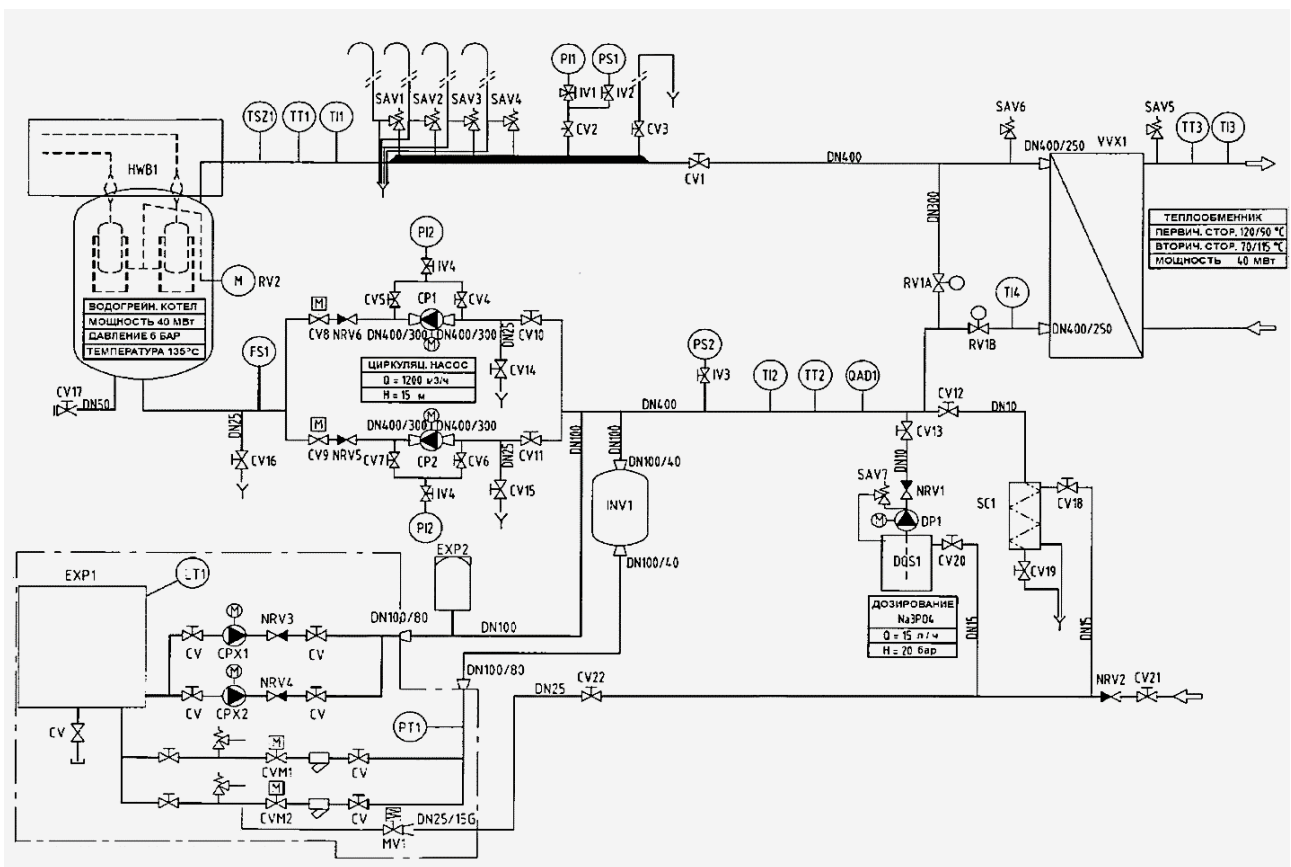 PI1
PS1
SAV1
SAV2
SAV3
SAV4
IV1
IV2
SAV6
SAV5
TSZ1
TT1
TI1
CV2
CV3
TT3
TI3
DN400/250
VVX1
HWB1
CV1
DN400
DN300
ТЕПЛООБМЕННИК
ПЕРВИЧ. СТОР. 120/90 °C
ВТОРИЧ. СТОР. 70/115 °C
МОЩНОСТЬ 40 МВт
PI2
IV4
M
RV2
CV5
CP1
CV4
RV1A
TI4
ВОДОГРЕЙН. КОТЕЛ
МОЩНОСТЬ 40 МВт
ДАВЛЕНИЕ 6 БАР
ТЕМПЕРАТУРА 135°C
M
CV8
NRV6
DN400/300
DN400/300
M
DN25
CV10
RV1B
DN400/250
FS1
PS2
ЦИРКУЛЯЦ. НАСОС
Q = 1200 м3/ч
H = 15 м
CV14
IV3
TI2
TT2
QAD1
CV17
DN50
CV12
DN10
DN400
M
DN400/300
DN400/300
M
DN25
CV9
NRV5
CV11
DN100
DN100
CV13
DN25
CV16
CV7
CP2
CV6
DN100/40
DN10
SAV7
NRV1
IV4
CV15
PI2
INV1
M
DP1
SC1
CV18
EXP2
DN100/40
DQS1
CV20
CV19
EXP1
LT1
ДОЗИРОВАНИЕ
Na3PO4
Q = 15 л/ч
H = 20 бар
M
NRV3
DN100/80
DN100
DN15
DN15
CV
CPX1
CV
M
NRV4
DN100/80
CV22
DN25
NRV2
CV21
CV
CPX2
CV
CV
PT1
M
CVM1
CV
M
CVM2
CV
DN25/15G
M
MV1